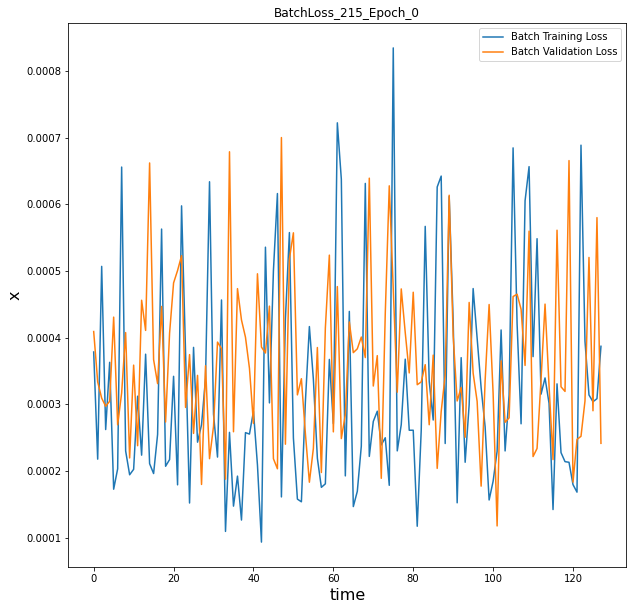 BatchLoss_215_Epoch_0
Batch Training Loss
Batch Validation Loss
0.0008
0.0007
0.0006
0.0005
0.0004
0.0003
0.0002
0.0001
x
0 20 40 60 80 100 120
time